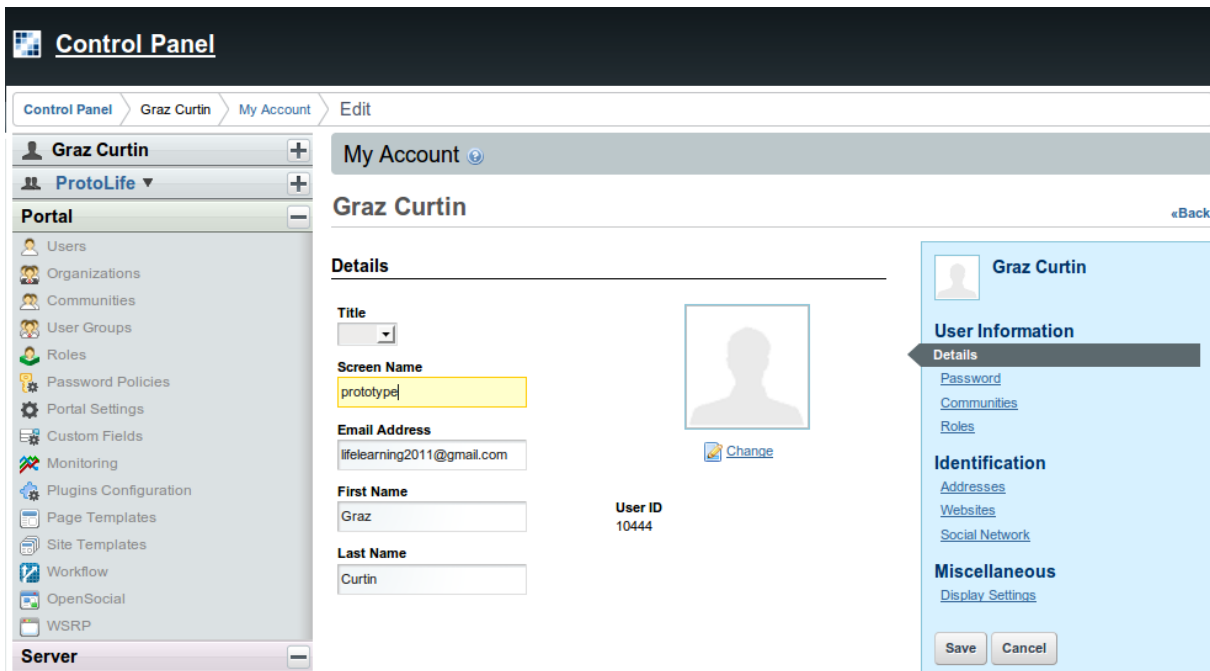 Control Panel
Control Panel Graz Curtin My Account Edit
Graz Curtin
ProtoLife
Portal
Users
Organizations
Communities
User Groups
Roles
Password Policies
Portal Settings
Custom Fields
Monitoring
Plugins Configuration
Page Templates
Site Templates
Workflow
OpenSocial
WSRP
Server
My Account
Graz Curtin
«Back
Details
Title
Screen Name
prototype
Email Address
lifelearning2011@gmail.com
First Name
Graz
Last Name
Curtin
Change
User ID
10444
Graz Curtin
User Information
Details
Password
Communities
Roles
Identification
Addresses
Websites
Social Network
Miscellaneous
Display Settings
Save Cancel